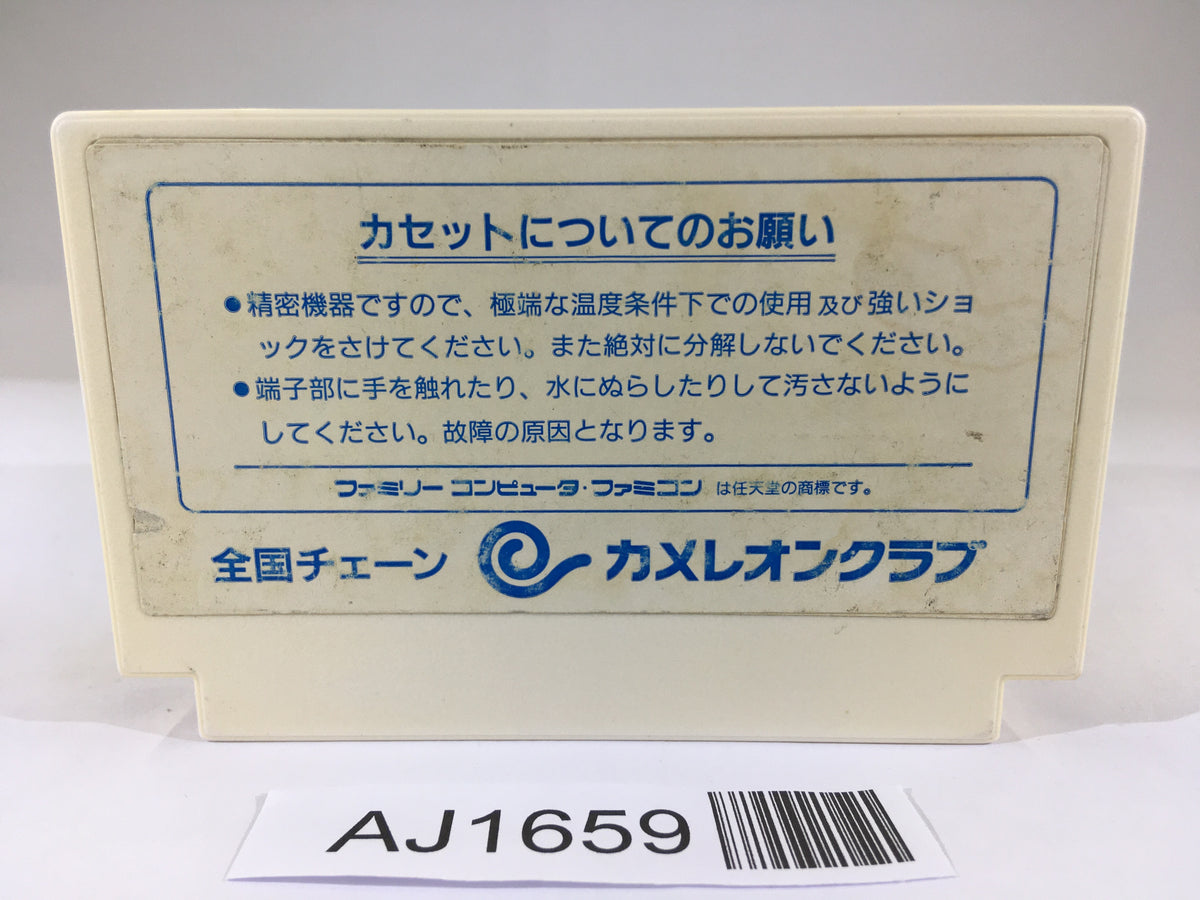 カセットについてのお願い
●精密機器ですので、極端な温度条件下での使用及び強いショ
ックをさけてください。また絶対に分解しないでください。
●端子部に手を触れたり、水にぬらしたりして汚さないように
してください。故障の原因となります。
ファミリーコンピュータ・ファミコン は任天堂の商標です。
全国チェーン カメレオンクラブ
AJ1659